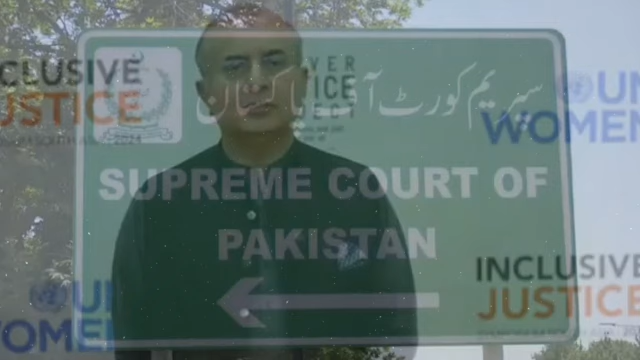 INCLUSIVE
JUSTICE
سپریم کورٹ آف پاکستان
UN
WOMEN
SUPREME COURT OF
PAKISTAN
UN
WOMEN
INCLUSIVE
JUSTICE